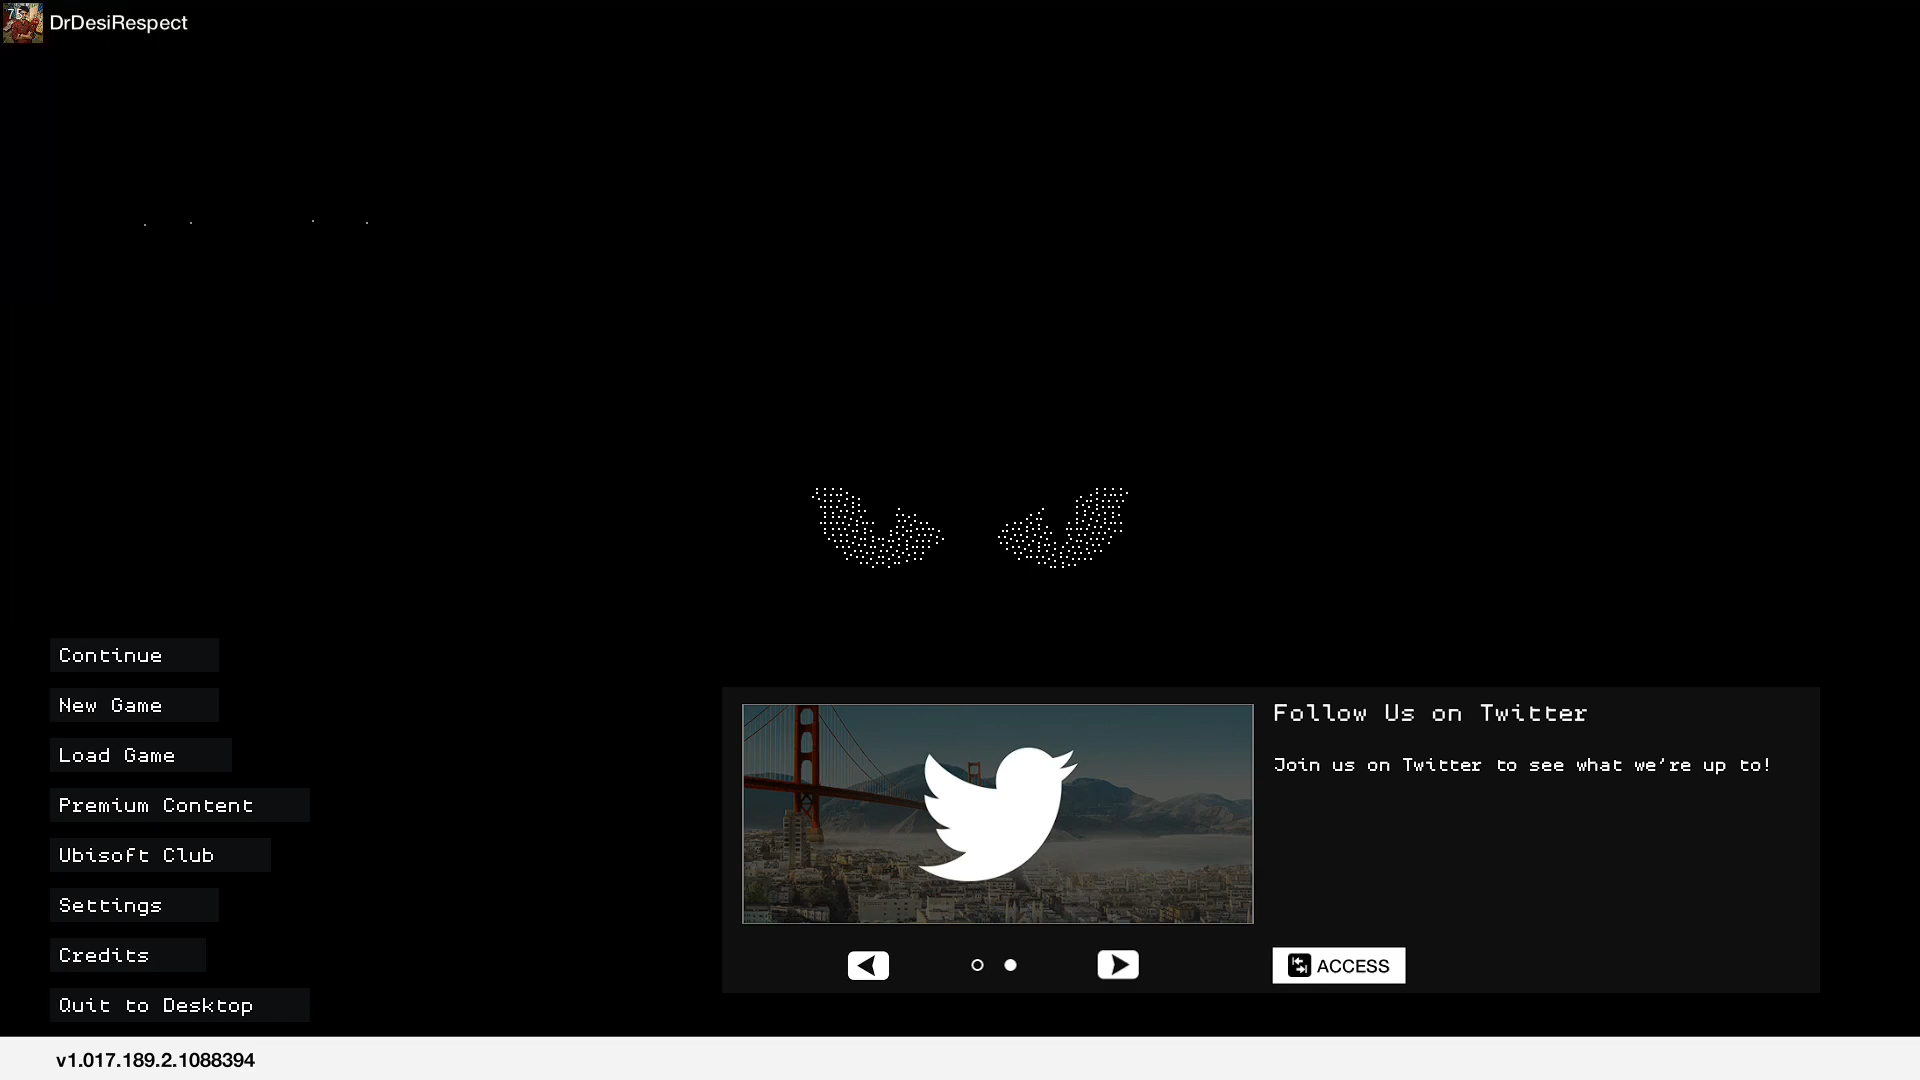 DrDesiRespect
Continue
New Game
Load Game
Premium Content
Ubisoft Club
Settings
Credits
Quit to Desktop
Follow Us on Twitter
Join us on Twitter to see what we're up to!
ACCESS
v1.017.189.2.1088394